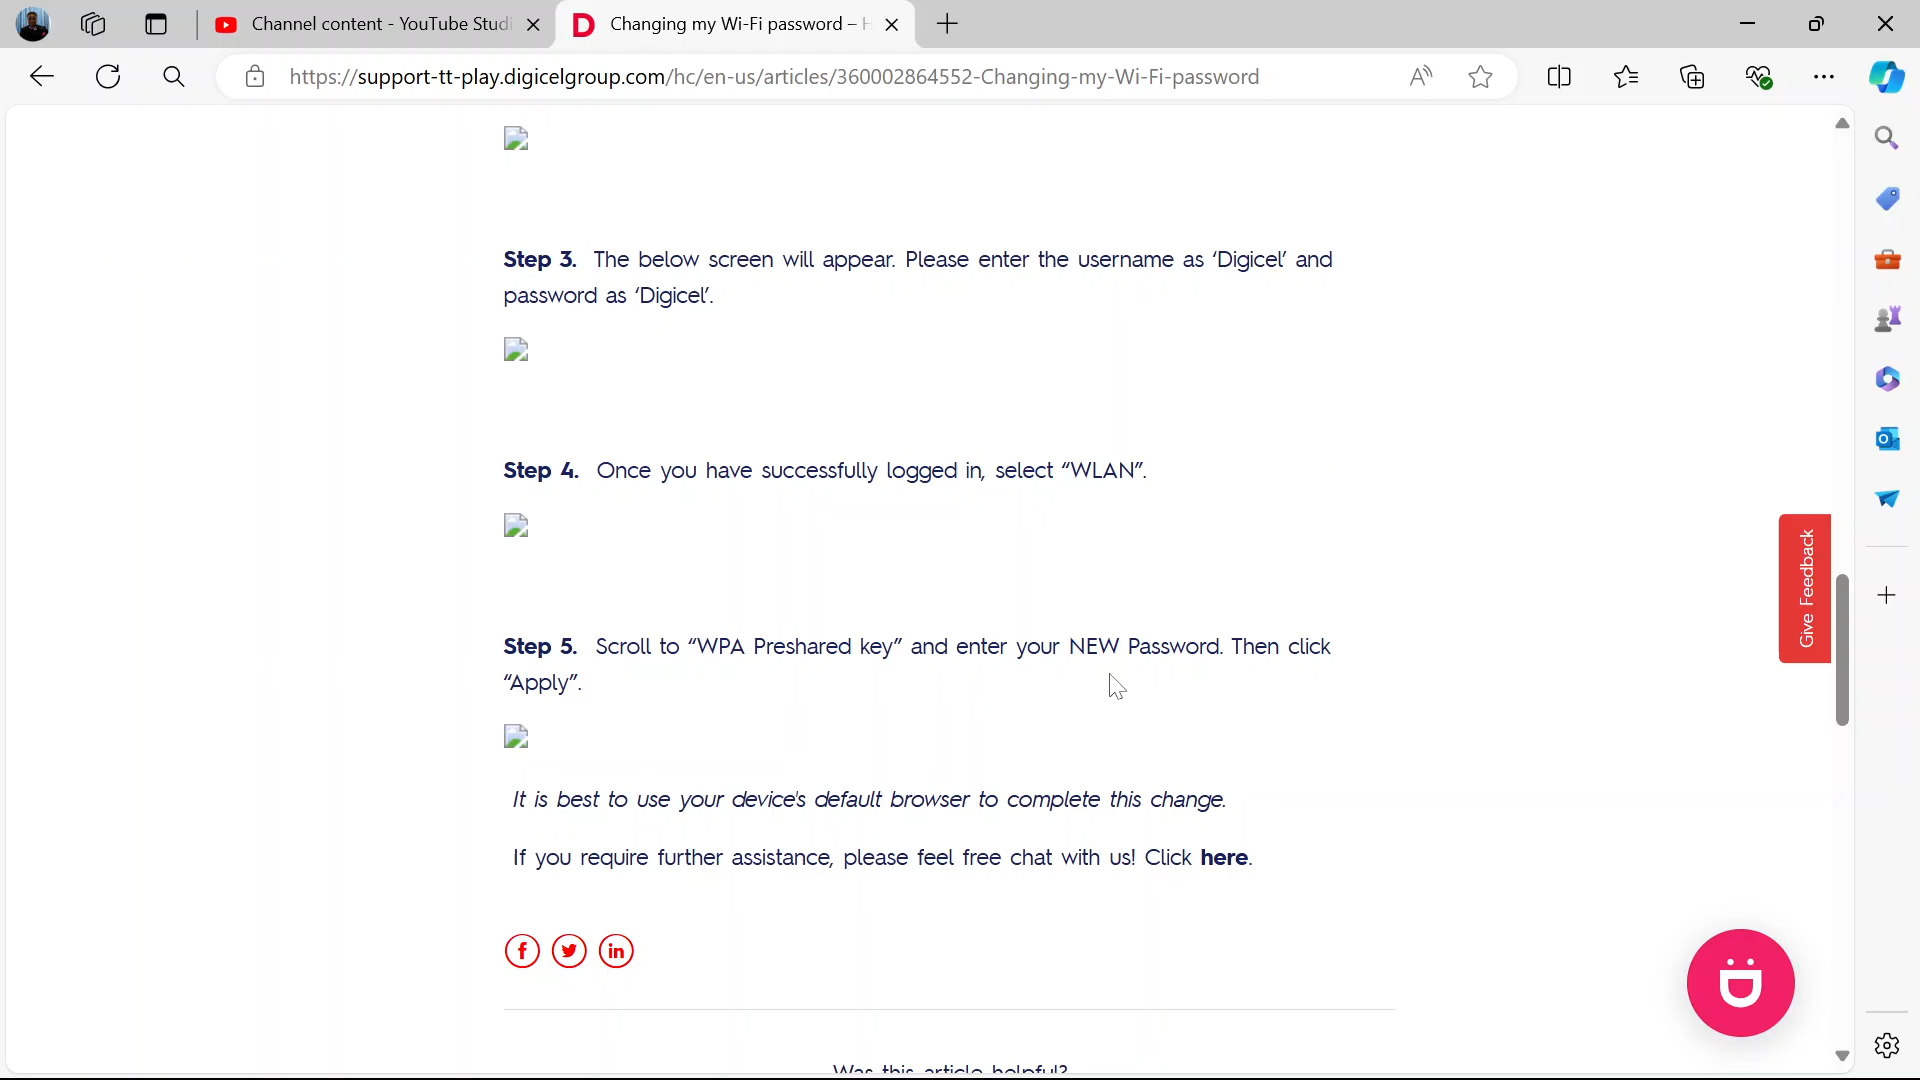 Channel content - YouTube Studi
Changing my Wi-Fi password – H
https://support-tt-play.digicelgroup.com/hc/en-us/articles/360002864552-Changing-my-Wi-Fi-password
Step 3. The below screen will appear. Please enter the username as ‘Digicel’ and
password as ‘Digicel’.
Step 4. Once you have successfully logged in, select “WLAN”.
Step 5. Scroll to “WPA Preshared key” and enter your NEW Password. Then click
“Apply”.
It is best to use your device's default browser to complete this change.
If you require further assistance, please feel free chat with us! Click here.
Give Feedback
Was this article helpful?